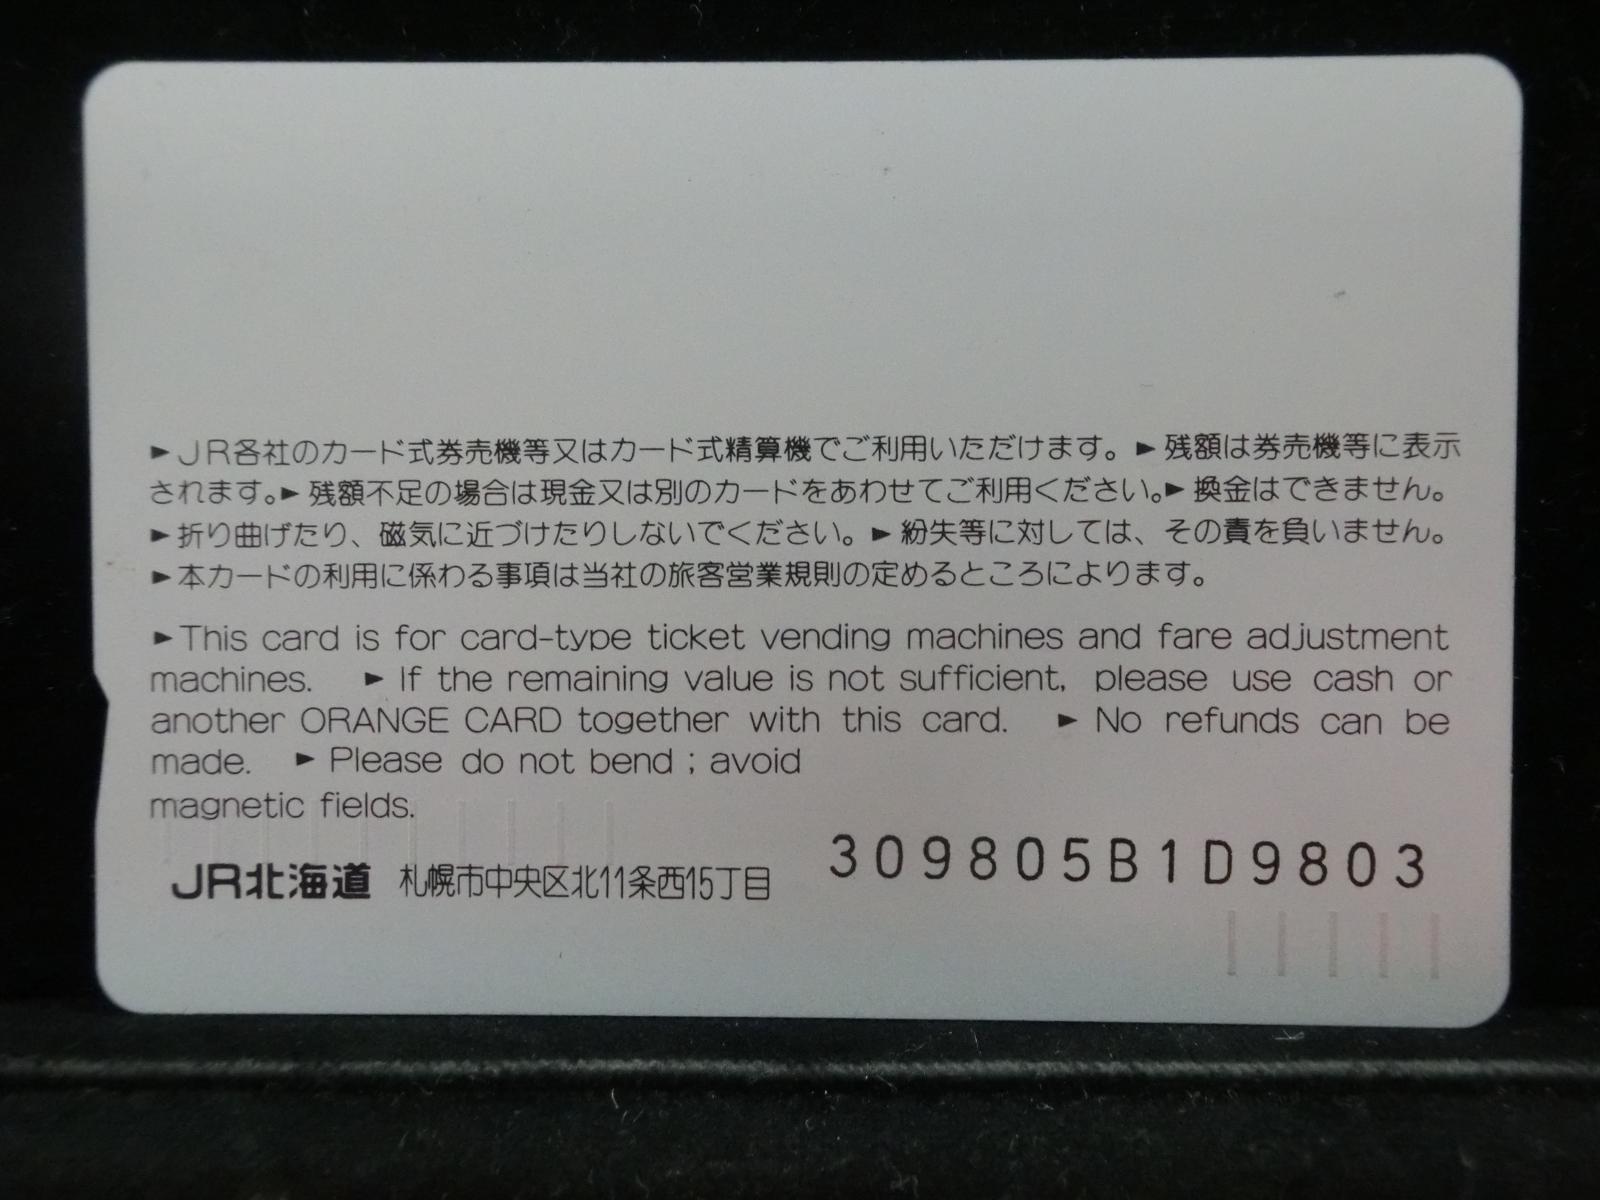 ►JR各社のカード式券売機等又はカード式精算機でご利用いただけます。►残額は券売機等に表示
されます。►残額不足の場合は現金又は別のカードをあわせてご利用ください。►換金はできません。
►折り曲げたり、磁気に近づけたりしないでください。►紛失等に対しては、その責を負いません。
►本カードの利用に係わる事項は当社の旅客営業規則の定めるところによります。
►This card is for card-type ticket vending machines and fare adjustment
machines. ►If the remaining value is not sufficient, please use cash or
another ORANGE CARD together with this card. ►No refunds can be
made. ►Please do not bend ; avoid
magnetic fields.
JR北海道 札幌市中央区北11条西15丁目
309805B1D9803